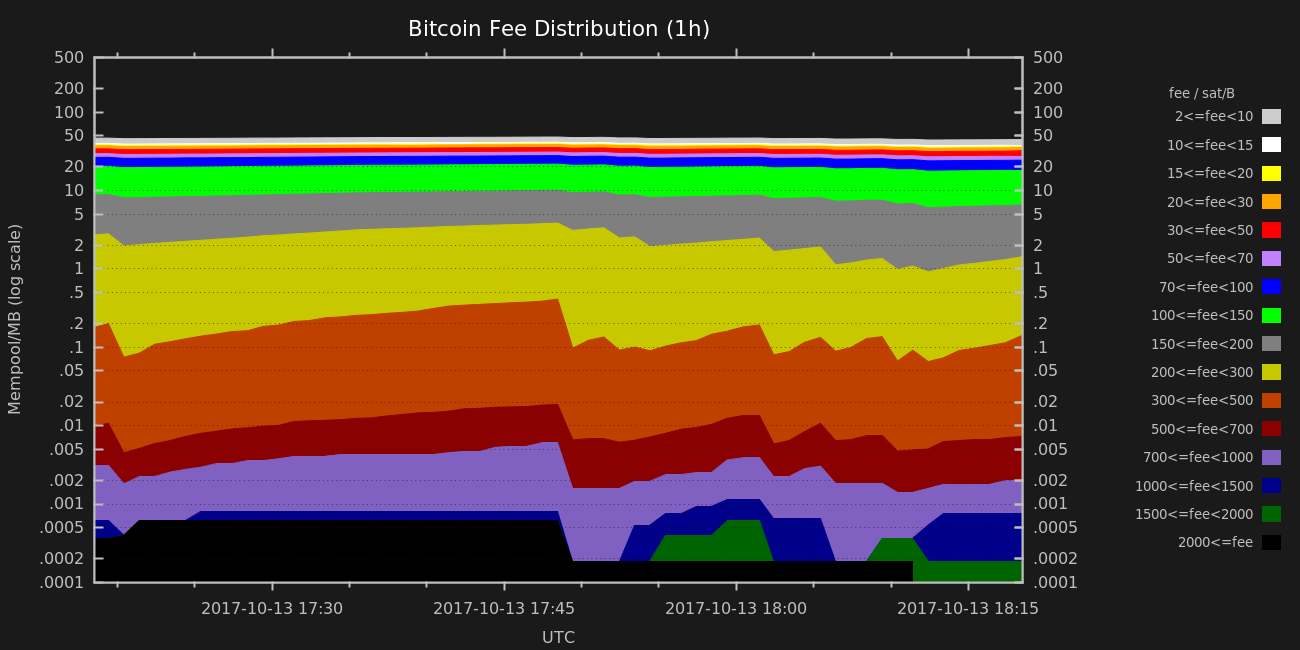 Bitcoin Fee Distribution (1h)
500
200
100
50
20
10
5
2
1
.5
.2
.1
.05
.02
.01
.005
.002
.001
.0005
.0002
.0001
Mempool/MB (log scale)
500
200
100
50
20
10
5
2
1
.5
.2
.1
.05
.02
.01
.005
.002
.001
.0005
.0002
.0001
2017-10-13 17:30
2017-10-13 17:45
2017-10-13 18:00
2017-10-13 18:15
UTC
fee / sat/B
2<=fee<10
10<=fee<15
15<=fee<20
20<=fee<30
30<=fee<50
50<=fee<70
70<=fee<100
100<=fee<150
150<=fee<200
200<=fee<300
300<=fee<500
500<=fee<700
700<=fee<1000
1000<=fee<1500
1500<=fee<2000
2000<=fee